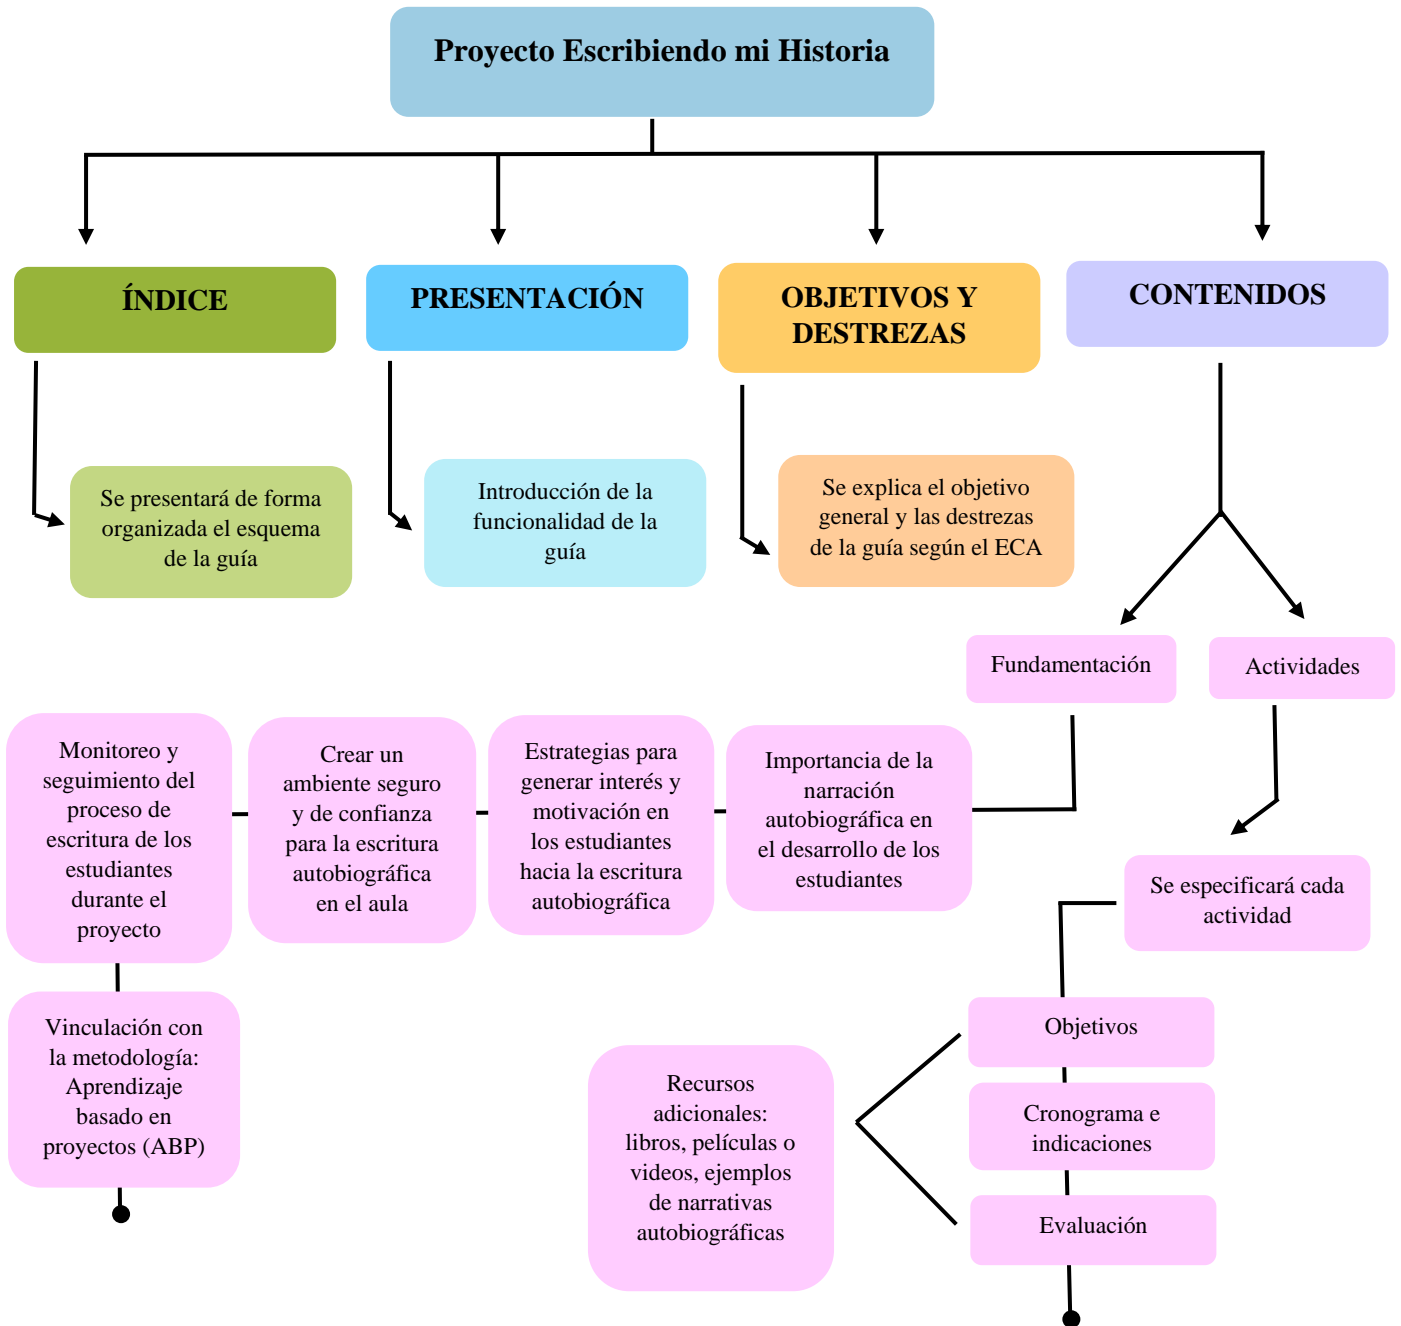 Proyecto Escribiendo mi Historia
ÍNDICE
PRESENTACIÓN
OBJETIVOS Y
DESTREZAS
CONTENIDOS
Se presentará de forma
organizada el esquema
de la guía
Introducción de la
funcionalidad de la
guía
Se explica el objetivo
general y las destrezas
de la guía según el ECA
Fundamentación
Actividades
Importancia de la
narración
autobiográfica en
el desarrollo de los
estudiantes
Estrategias para
generar interés y
motivación en
los estudiantes
hacia la escritura
autobiográfica
Crear un
ambiente seguro
y de confianza
para la escritura
autobiográfica
en el aula
Monitoreo y
seguimiento del
proceso de
escritura de los
estudiantes
durante el
proyecto
Vinculación con
la metodología:
Aprendizaje
basado en
proyectos (ABP)
Se especificará cada
actividad
Objetivos
Cronograma e
indicaciones
Evaluación
Recursos
adicionales:
libros, películas o
videos, ejemplos
de narrativas
autobiográficas